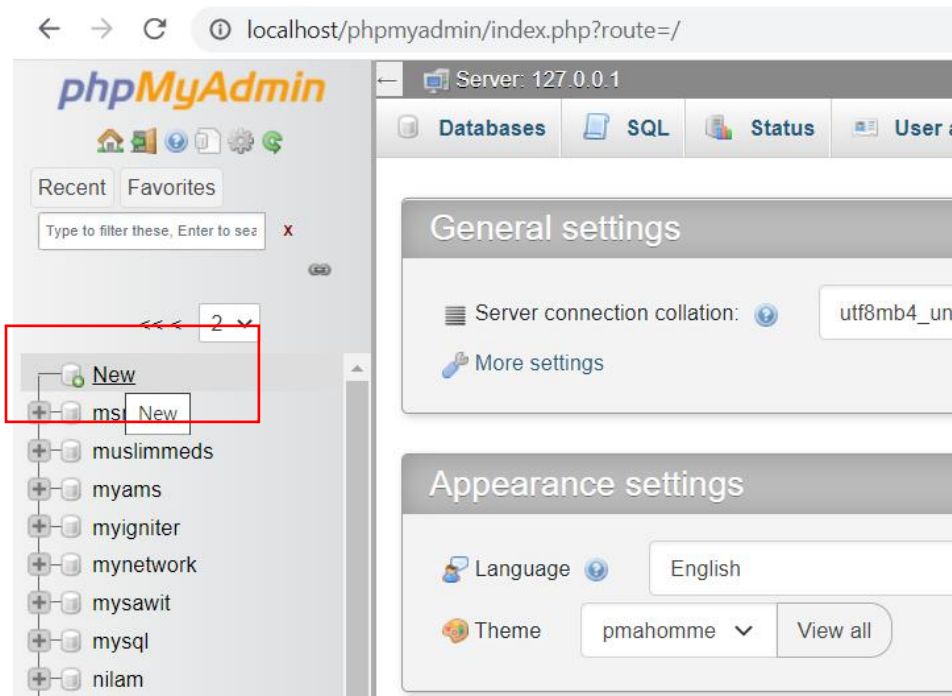 localhost/phpmyadmin/index.php?route=/
phpMyAdmin
Recent Favorites
Type to filter these, Enter to sea X
<< < 2
New
New
muslimmeds
myams
myigniter
mynetwork
mysawit
mysql
nilam
← Server: 127.0.0.1
Databases SQL Status User a
General settings
Server connection collation: utf8mb4_un
More settings
Appearance settings
Language English
Theme pmahomme View all